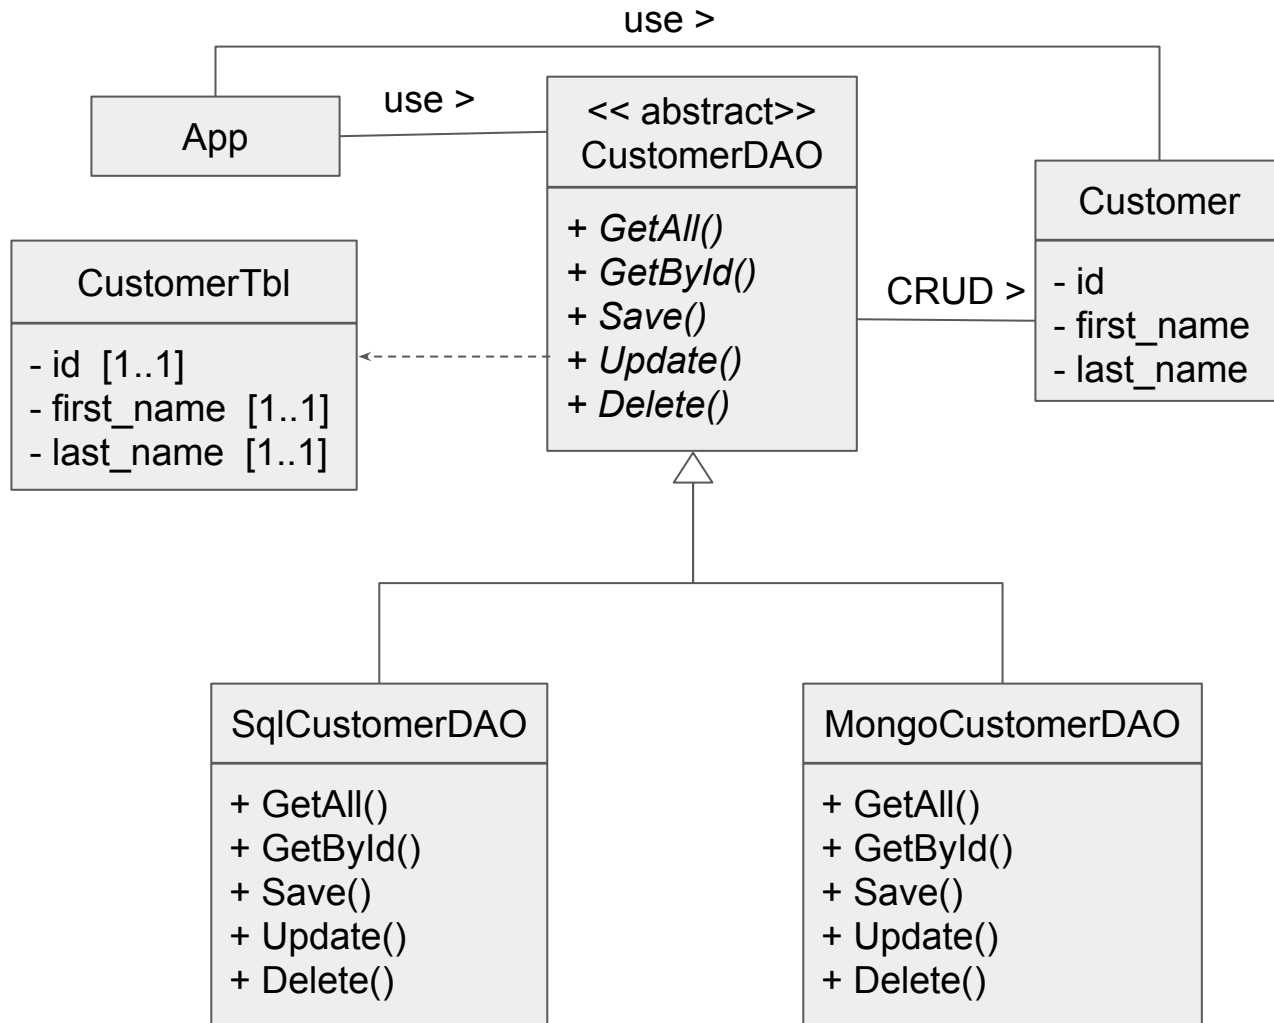 use >
App
use >
<< abstract>>
CustomerDAO
+ GetAll()
+ GetById()
+ Save()
+ Update()
+ Delete()
CRUD >
Customer
- id
- first_name
- last_name
CustomerTbl
- id  [1..1]
- first_name  [1..1]
- last_name  [1..1]
SqlCustomerDAO
+ GetAll()
+ GetById()
+ Save()
+ Update()
+ Delete()
MongoCustomerDAO
+ GetAll()
+ GetById()
+ Save()
+ Update()
+ Delete()